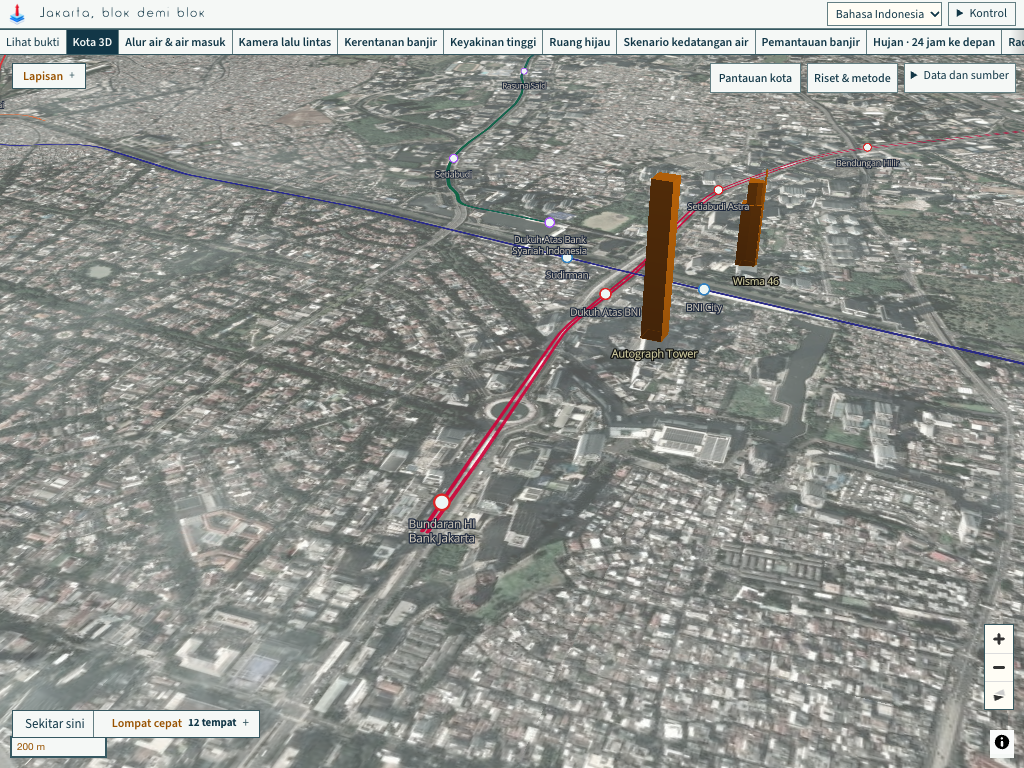 Jakarta, blok demi blok
Bahasa Indonesia
Kontrol
Lihat bukti
Kota 3D
Alur air & air masuk
Kamera lalu lintas
Kerentanan banjir
Keyakinan tinggi
Ruang hijau
Skenario kedatangan air
Pemantauan banjir
Hujan · 24 jam ke depan
Lapisan +
Pantauan kota
Riset & metode
Data dan sumber
Rasuna Said
Bendungan Hilir
Setiabudi
Setiabudi Astra
Dukuh Atas Bank
Syariah Indonesia
Sudirman
Wisma 46
BNI City
Dukuh Atas BNI
Autograph Tower
Bundaran HI
Bank Jakarta
Sekitar sini
Lompat cepat 12 tempat +
200 m